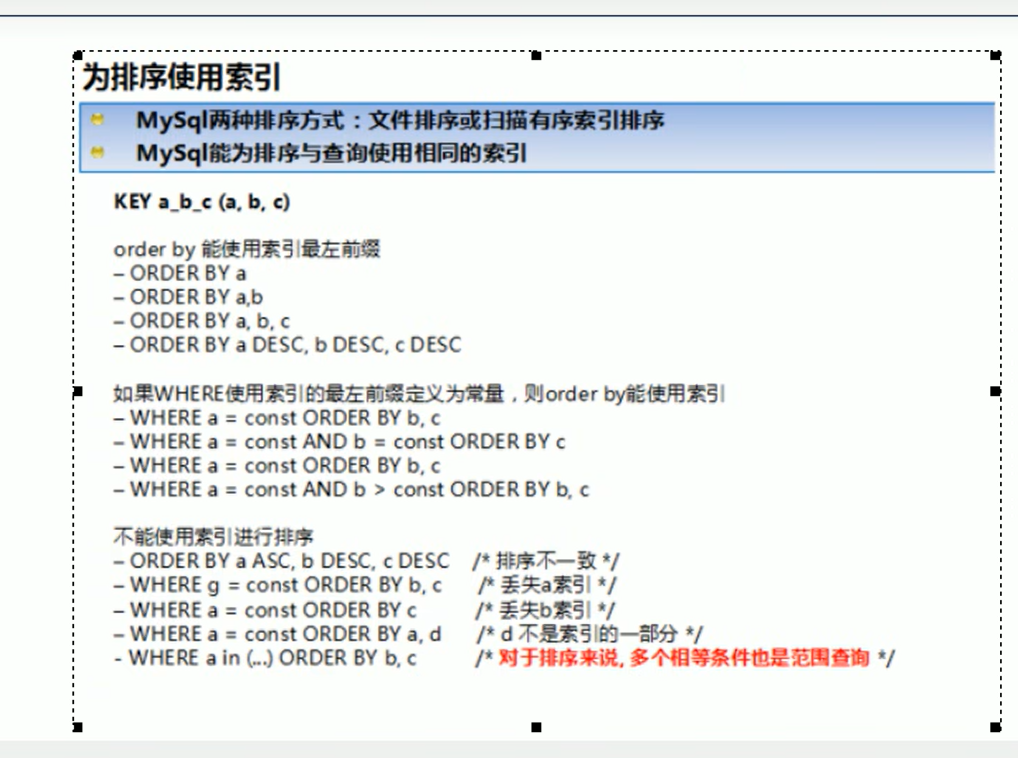 为排序使用索引
MySql两种排序方式：文件排序或扫描有序索引排序
MySql能为排序与查询使用相同的索引
KEY a_b_c (a, b, c)
order by 能使用索引最左前缀
– ORDER BY a
– ORDER BY a,b
– ORDER BY a, b, c
– ORDER BY a DESC, b DESC, c DESC
如果WHERE使用索引的最左前缀定义为常量，则order by能使用索引
– WHERE a = const ORDER BY b, c
– WHERE a = const AND b = const ORDER BY c
– WHERE a = const ORDER BY b, c
– WHERE a = const AND b > const ORDER BY b, c
不能使用索引进行排序
– ORDER BY a ASC, b DESC, c DESC /* 排序不一致 */
– WHERE g = const ORDER BY b, c /* 丢失a索引 */
– WHERE a = const ORDER BY c /* 丢失b索引 */
– WHERE a = const ORDER BY a, d /* d 不是索引的一部分 */
- WHERE a in (...) ORDER BY b, c /* 对于排序来说, 多个相等条件也是范围查询 */